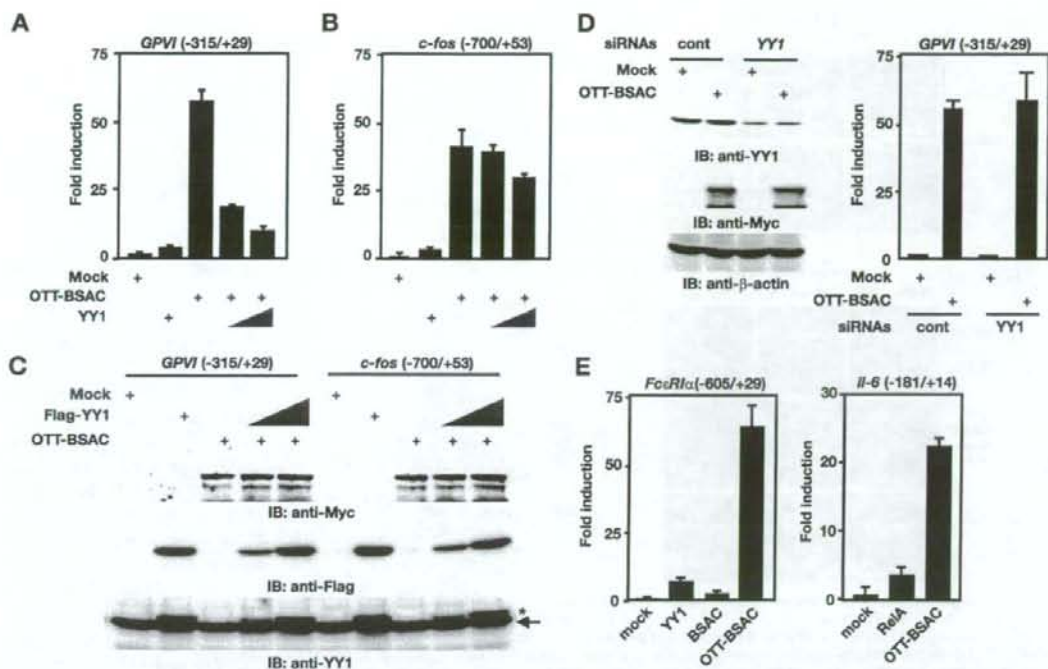 A
GPVI (-315/+29)
Fold induction
75
50
25
0
Mock +
OTT-BSAC + + +
YY1 +
B
c-fos (-700/+53)
Fold induction
75
50
25
0
+
+ + +
+
C
GPVI (-315/+29) c-fos (-700/+53)
Mock + +
Flag-YY1 + +
OTT-BSAC + + + + + +
IB: anti-Myc
IB: anti-Flag
*
IB: anti-YY1
D
siRNAs cont YY1
Mock + +
OTT-BSAC + +
IB: anti-YY1
IB: anti-Myc
IB: anti-β-actin
GPVI (-315/+29)
Fold induction
75
50
25
0
Mock + +
OTT-BSAC + +
siRNAs cont YY1
E
FcεRIα(-605/+29)
Fold induction
75
50
25
0
mock
YY1
BSAC
OTT-BSAC
il-6 (-181/+14)
Fold induction
30
20
10
0
mock
RelA
OTT-BSAC